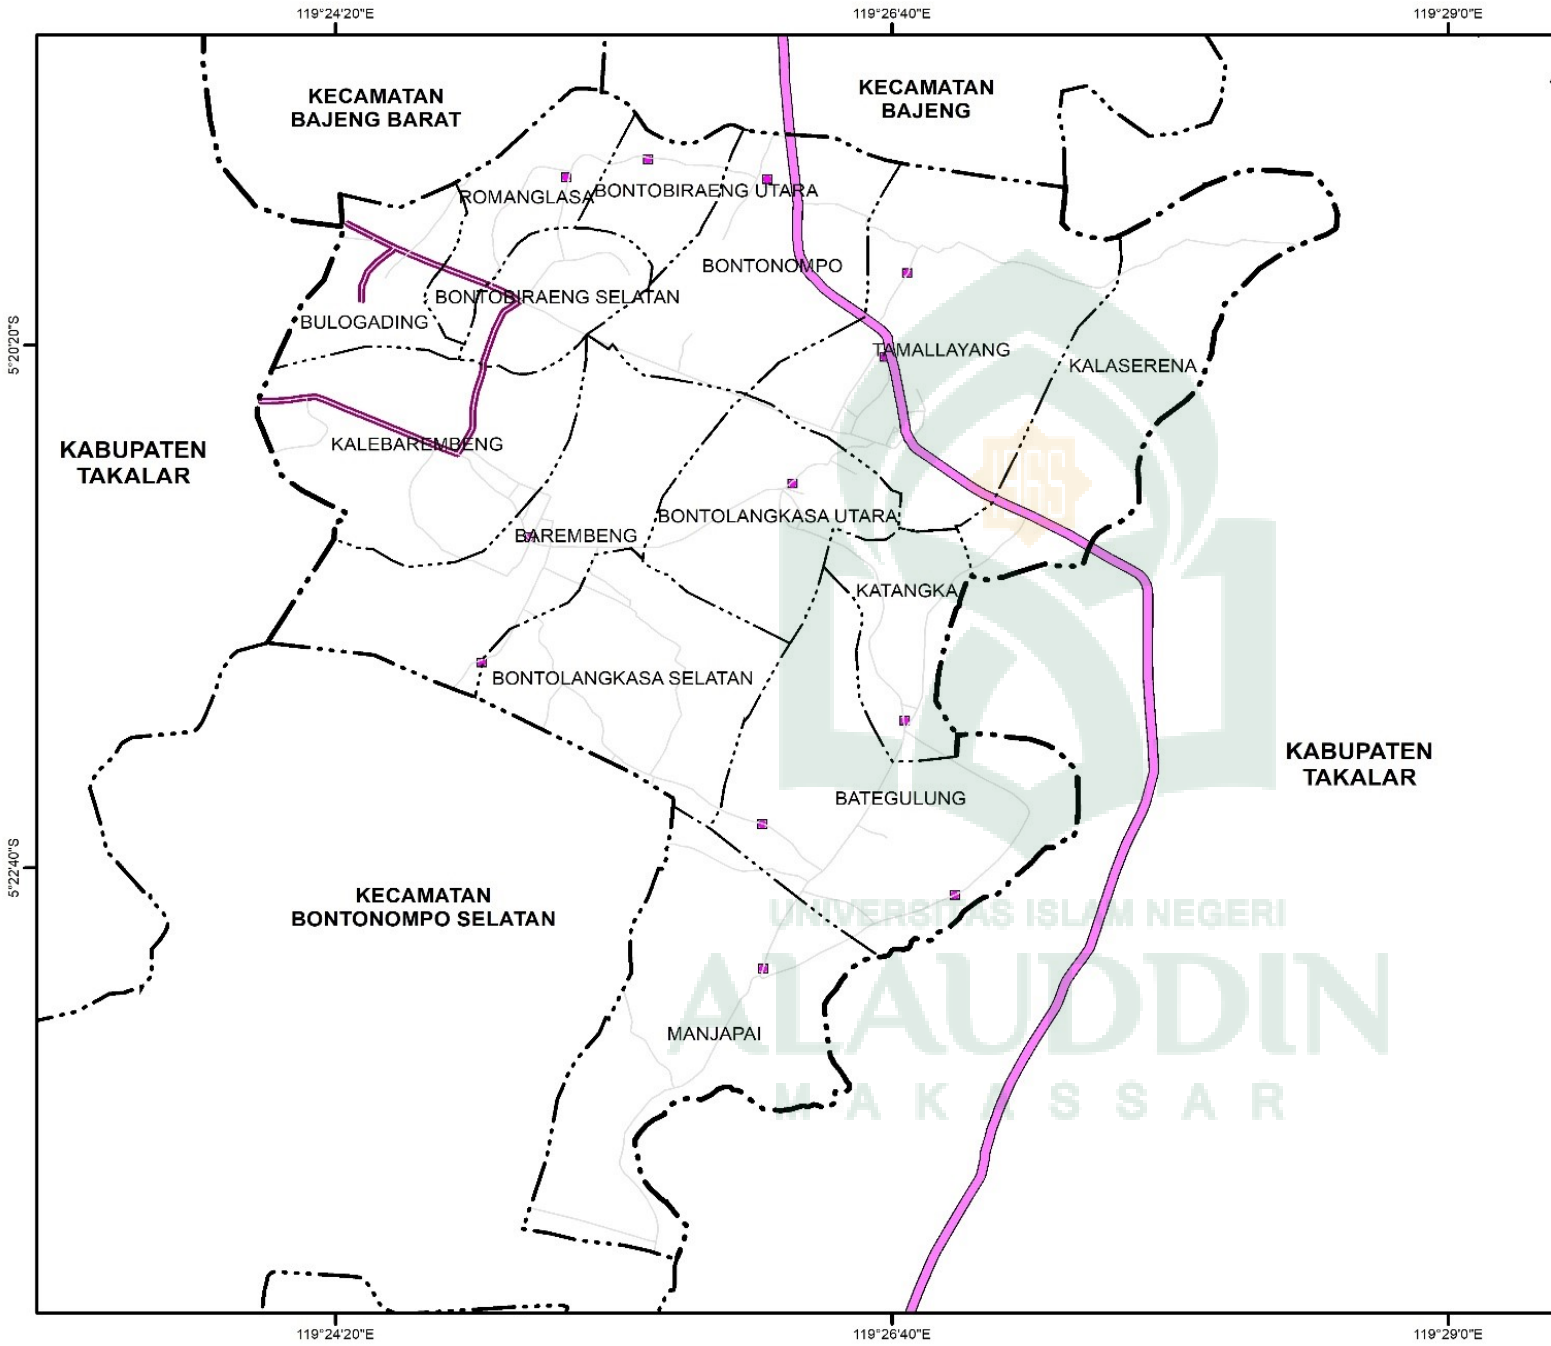 119°24'20"E
119°26'40"E
119°29'0"E
KECAMATAN
BAJENG BARAT
KECAMATAN
BAJENG
ROMANGLASA
BONTOBIRAENG UTARA
BONTONOMPO
BONTOBIRAENG SELATAN
BULOGADING
5°20'20"S
TAMALLAYANG
KALASERENA
KABUPATEN
TAKALAR
KALEBAREMBENG
1965
BONTOLANGKASA UTARA
BAREMBENG
KATANGKA
BONTOLANGKASA SELATAN
KABUPATEN
TAKALAR
BATEGULUNG
5°22'40"S
KECAMATAN
BONTONOMPO SELATAN
UNIVERSITAS ISLAM NEGERI
ALAUDDIN
MANJAPAI
MAKASSAR
119°24'20"E
119°26'40"E
119°29'0"E